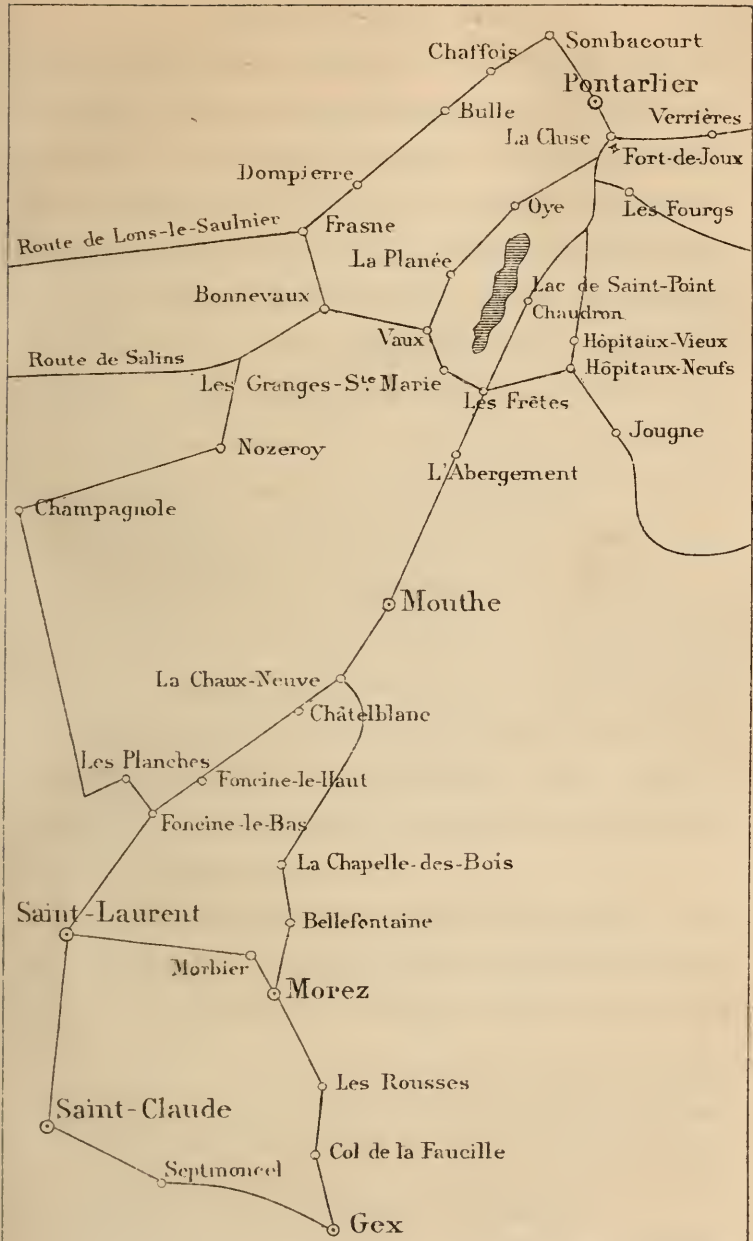 Sombacourt
Chaffois
Pontarlier
Bulle
Verrières
La Cluse
Fort-de-Joux
Dompierre
Oye
Les Fourgs
Route de Lons-le-Saulnier
Frasne
La Planée
Bonnevaux
Lac de Saint-Point
Chaudron
Vaux
Hôpitaux-Vieux
Route de Salins
Les Granges-Ste Marie
Hôpitaux-Neufs
Les Frêtes
Nozeroy
Jougne
L'Abergement
Champagnole
Mouthe
La Chaux-Neuve
Châtelblanc
Les Planches
Foncine-le-Haut
Foncine-le-Bas
La Chapelle-des-Bois
Saint-Laurent
Bellefontaine
Morbier
Morez
Les Rousses
Saint-Claude
Col de la Faucille
Septmoncel
Gex